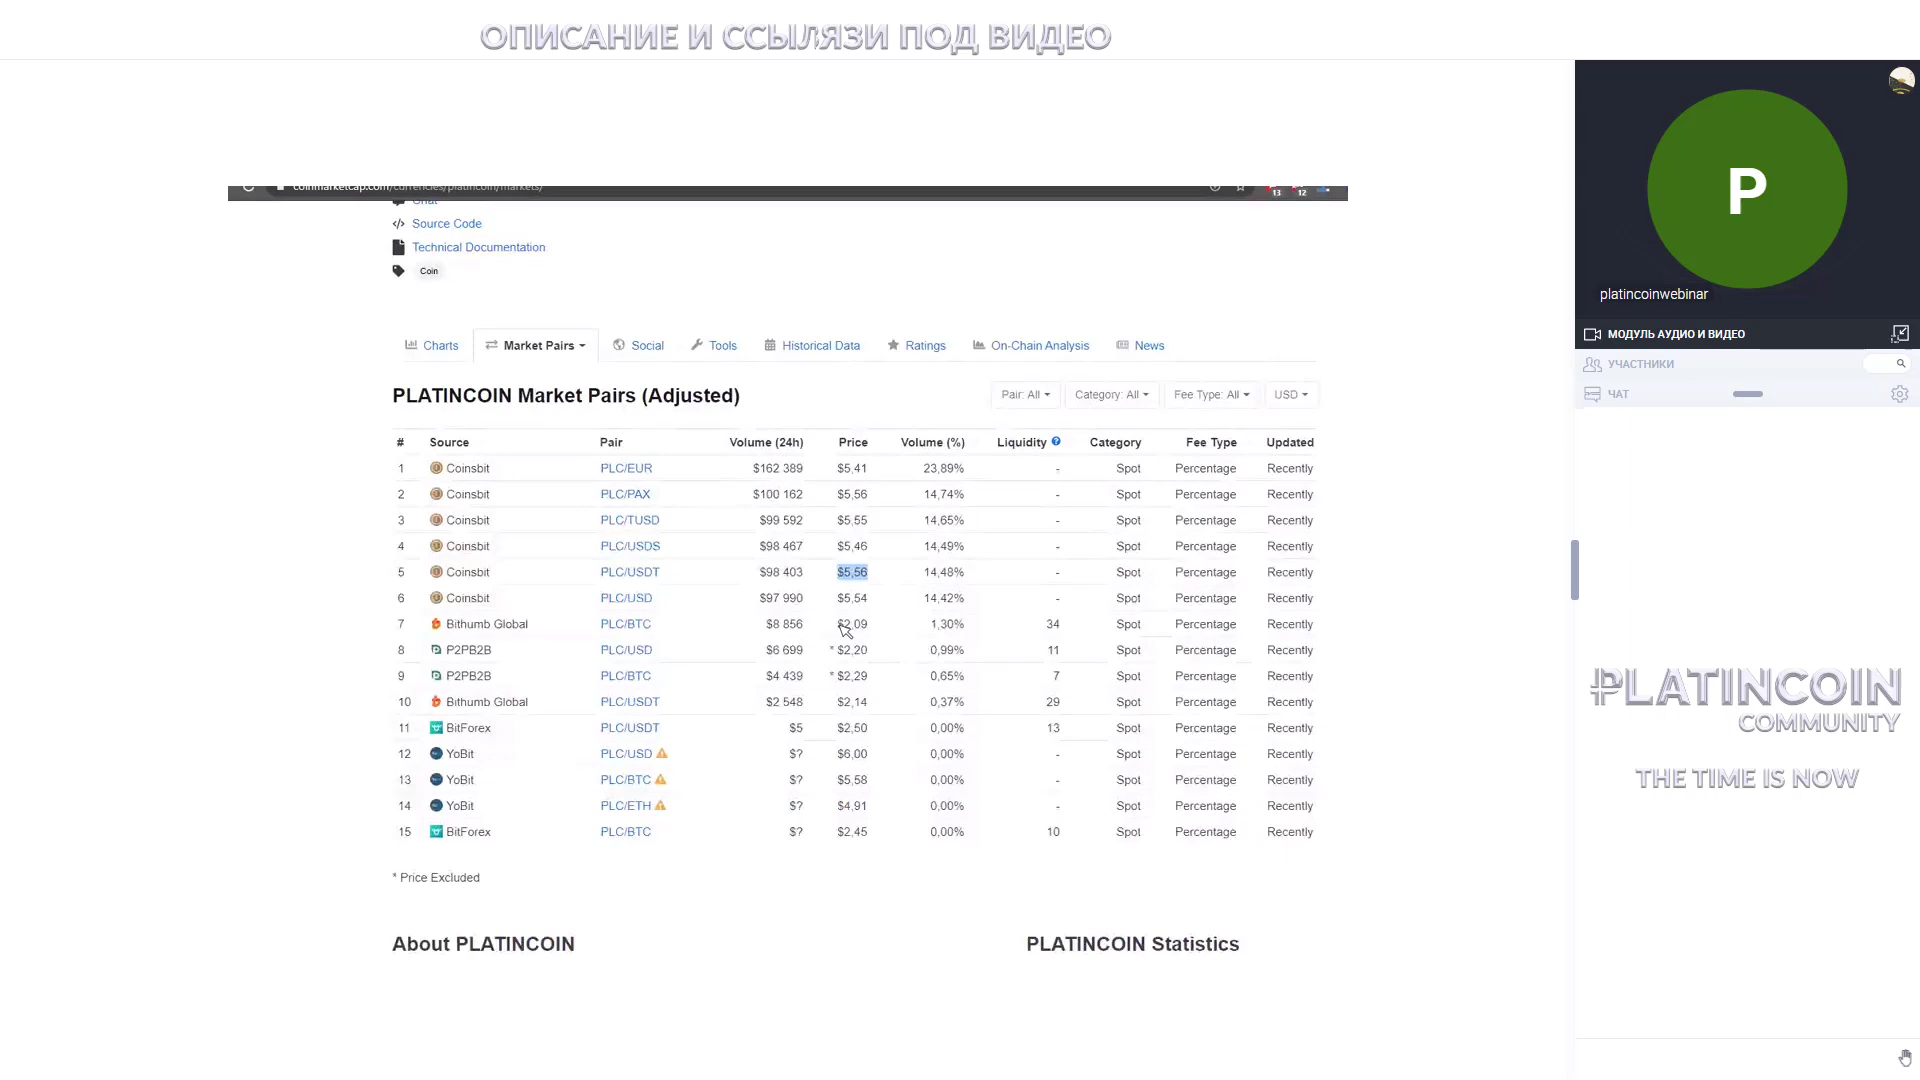 ОПИСАНИЕ И ССЫЛЯЗИ ПОД ВИДЕО
coinmarketcap.com/currencies/platincoin/markets/
13 12
Chat
Source Code
Technical Documentation
Coin
Charts Market Pairs Social Tools Historical Data Ratings On-Chain Analysis News
PLATINCOIN Market Pairs (Adjusted)
Pair: All Category: All Fee Type: All USD
# Source Pair Volume (24h) Price Volume (%) Liquidity ? Category Fee Type Updated
1 Coinsbit PLC/EUR $162 389 $5,41 23,89% - Spot Percentage Recently
2 Coinsbit PLC/PAX $100 162 $5,56 14,74% - Spot Percentage Recently
3 Coinsbit PLC/TUSD $99 592 $5,55 14,65% - Spot Percentage Recently
4 Coinsbit PLC/USDS $98 467 $5,46 14,49% - Spot Percentage Recently
5 Coinsbit PLC/USDT $98 403 $5,56 14,48% - Spot Percentage Recently
6 Coinsbit PLC/USD $97 990 $5,54 14,42% - Spot Percentage Recently
7 Bithumb Global PLC/BTC $8 856 $2,09 1,30% 34 Spot Percentage Recently
8 P2PB2B PLC/USD $6 699 * $2,20 0,99% 11 Spot Percentage Recently
9 P2PB2B PLC/BTC $4 439 * $2,29 0,65% 7 Spot Percentage Recently
10 Bithumb Global PLC/USDT $2 548 $2,14 0,37% 29 Spot Percentage Recently
11 BitForex PLC/USDT $5 $2,50 0,00% 13 Spot Percentage Recently
12 YoBit PLC/USD $? $6,00 0,00% - Spot Percentage Recently
13 YoBit PLC/BTC $? $5,58 0,00% - Spot Percentage Recently
14 YoBit PLC/ETH $? $4,91 0,00% - Spot Percentage Recently
15 BitForex PLC/BTC $? $2,45 0,00% 10 Spot Percentage Recently
* Price Excluded
About PLATINCOIN
PLATINCOIN Statistics
P
platincoinwebinar
МОДУЛЬ АУДИО И ВИДЕО
УЧАСТНИКИ
ЧАТ
PLATINCOIN
COMMUNITY
THE TIME IS NOW